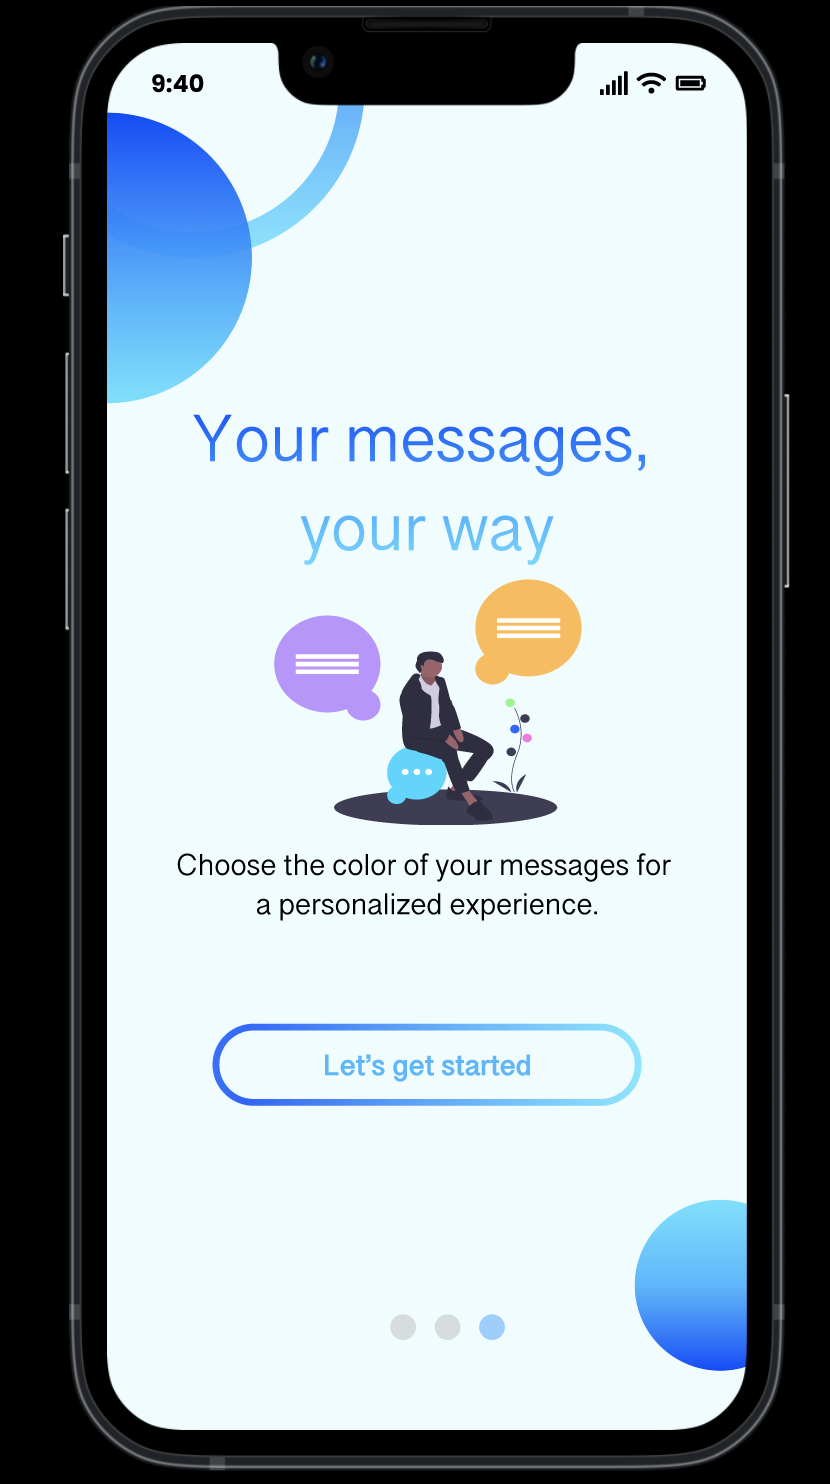 9:40
Your messages,
your way
Choose the color of your messages for
a personalized experience.
Let’s get started